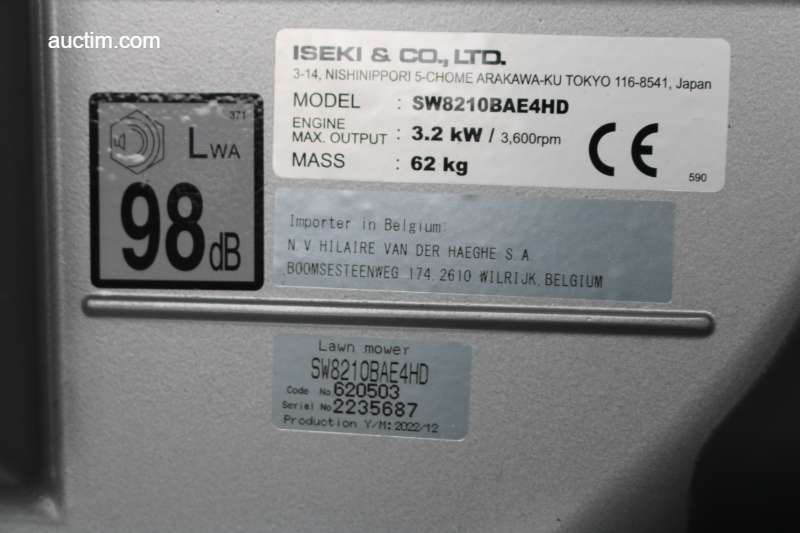 auctim.com
ISEKI & CO., LTD.
3-14, NISHINIPPORI 5-CHOME ARAKAWA-KU TOKYO 116-8541, Japan
MODEL : SW8210BAE4HD
ENGINE
MAX. OUTPUT : 3.2 kW / 3,600rpm
MASS : 62 kg
CE
590
371
LWA
98 dB
Importer in Belgium:
N.V.HILAIRE VAN DER HAEGHE S.A.
BOOMSESTEENWEG 174,2610 WILRIJK,BELGIUM
Lawn mower
SW8210BAE4HD
Code No 620503
Serial No 2235687
Production Y/M: 2022/12